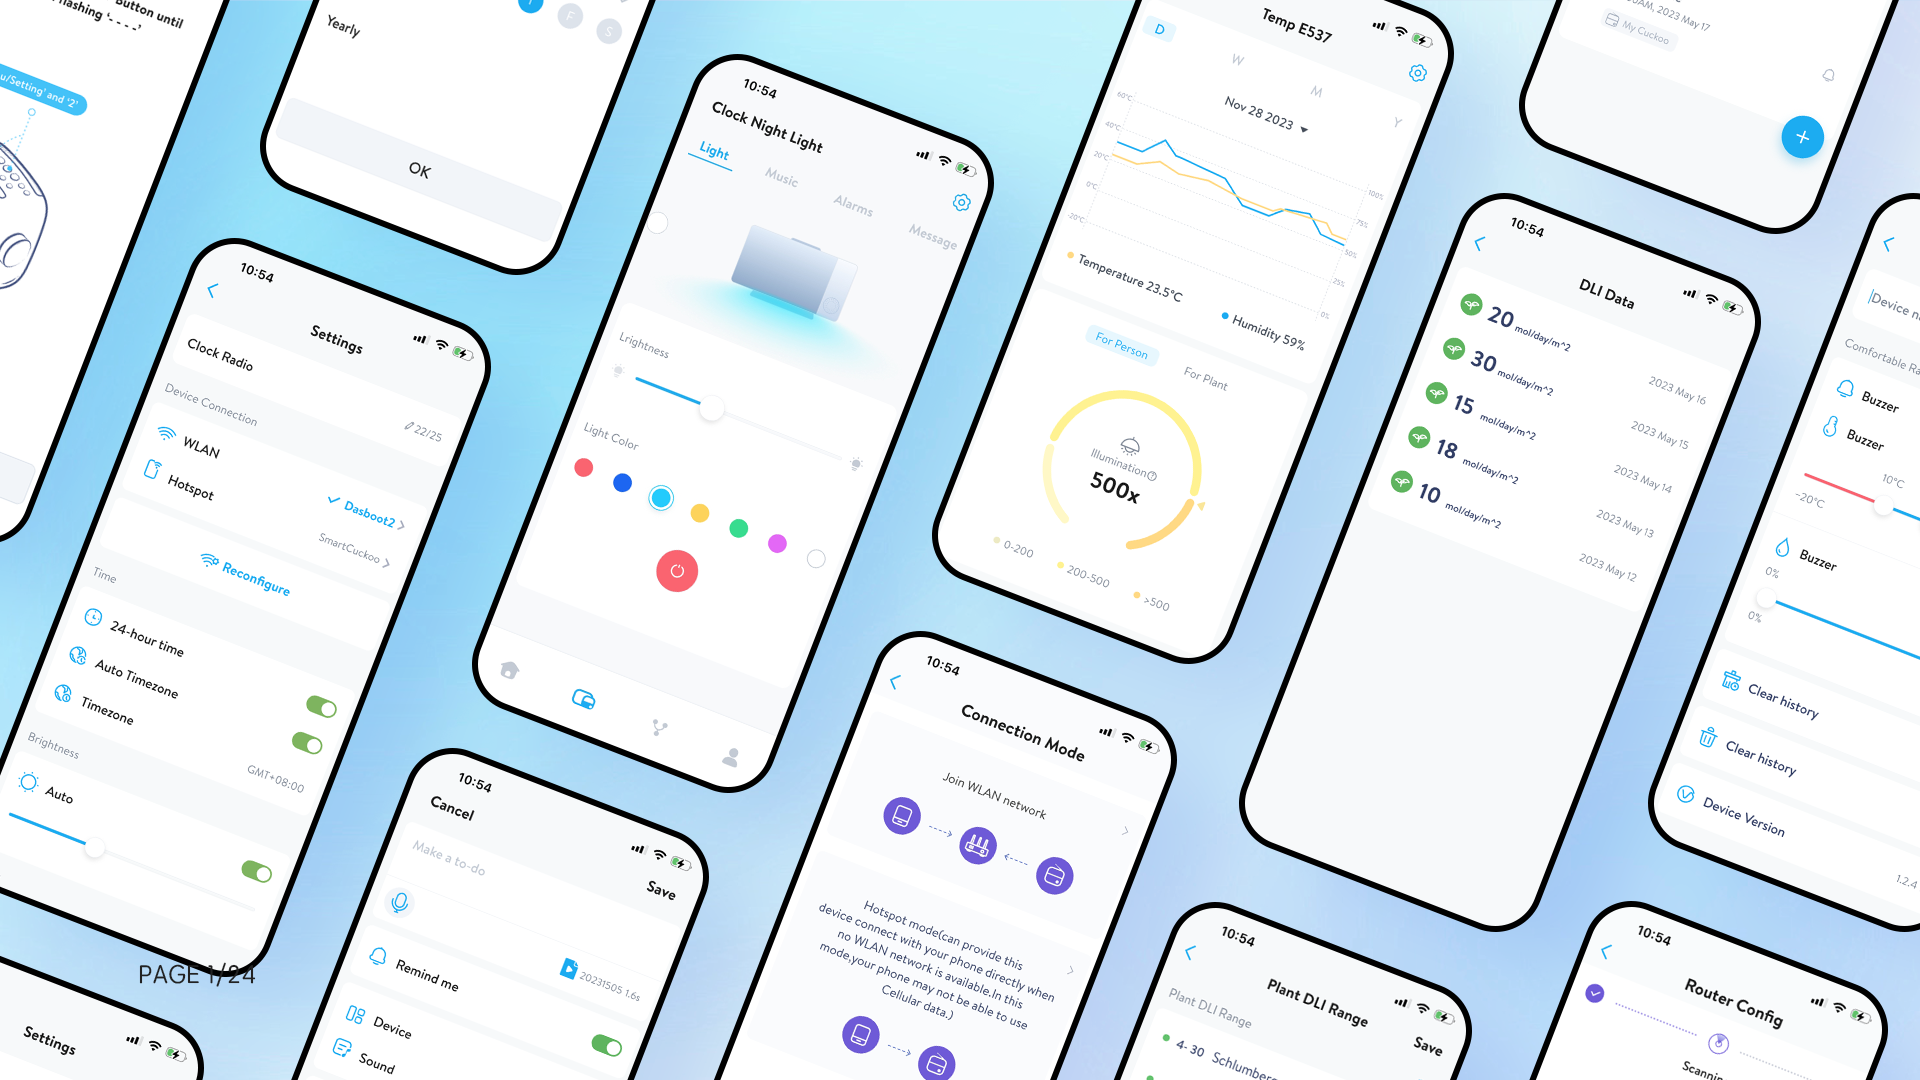 Button until
flashing '- - - -'
u/Setting' and '2'
Yearly
T
F
S
OK
10:54
Settings
Clock Radio
22/25
Device Connection
WLAN
Dasboot2
Hotspot
SmartCuckoo
Reconfigure
Time
24-hour time
Auto Timezone
Timezone
GMT+08:00
Brightness
Auto
PAGE 1/24
Settings
10:54
Clock Night Light
Light
Music
Alarms
Message
Lrightness
Light Color
10:54
Cancel
Save
Make a to-do
20231505 1.6s
Remind me
Device
Sound
Temp E537
D
W
M
Y
Nov 28 2023
60°C
40°C
20°C
0°C
-20°C
100%
75%
50%
25%
0%
Temperature 23.5°C
Humidity 59%
For Person
For Plant
Illumination
500x
0-200
200-500
>500
10:54
Connection Mode
Join WLAN network
Hotspot mode(can provide this
device connect with your phone directly when
no WLAN network is available.In this
mode,your phone may not be able to use
Cellular data.)
AM, 2023 May 17
My Cuckoo
10:54
DLI Data
20 mol/day/m^2
2023 May 16
30 mol/day/m^2
2023 May 15
15 mol/day/m^2
2023 May 14
18 mol/day/m^2
2023 May 13
10 mol/day/m^2
2023 May 12
10:54
Plant DLI Range
Save
Plant DLI Range
4- 30 Schlumberg
Device n
Comfortable Ra
Buzzer
Buzzer
10°C
-20°C
Buzzer
0%
0%
Clear history
Clear history
Device Version
1.2.4
10:54
Router Config
Scannin